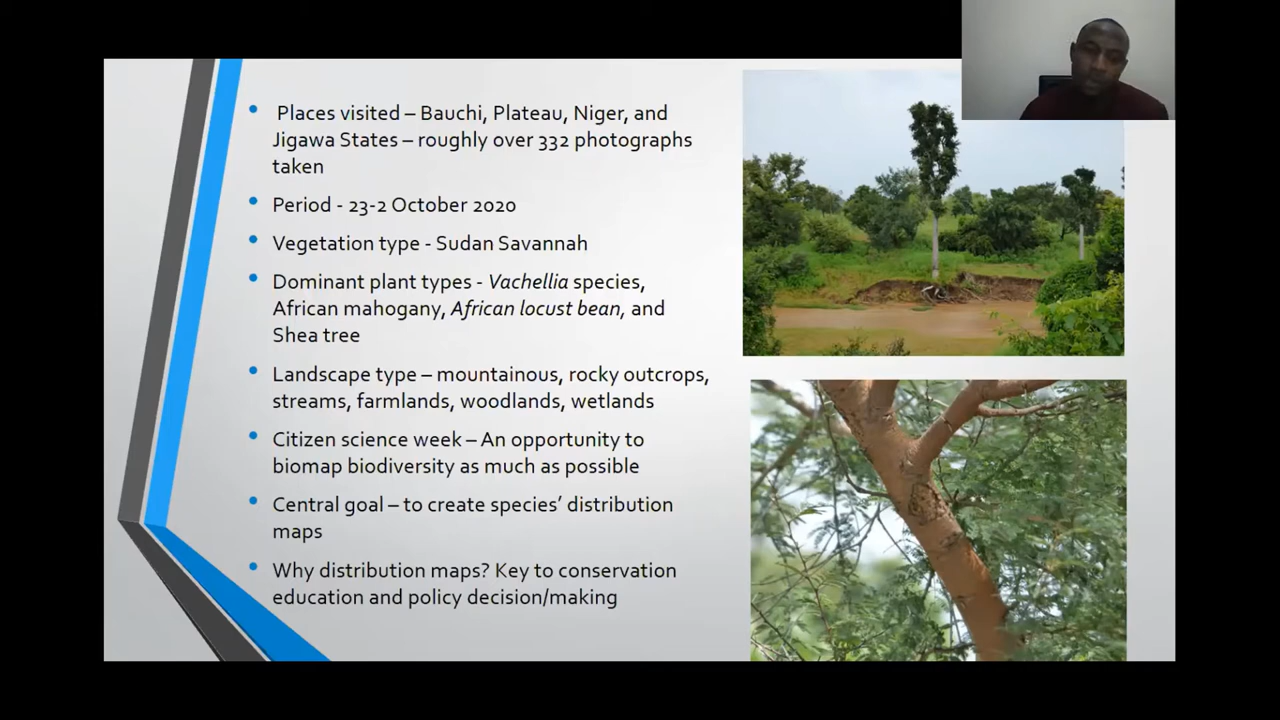 Places visited – Bauchi, Plateau, Niger, and
Jigawa States – roughly over 332 photographs
taken
Period - 23-2 October 2020
Vegetation type - Sudan Savannah
Dominant plant types - Vachellia species,
African mahogany, African locust bean, and
Shea tree
Landscape type – mountainous, rocky outcrops,
streams, farmlands, woodlands, wetlands
Citizen science week – An opportunity to
biomap biodiversity as much as possible
Central goal – to create species’ distribution
maps
Why distribution maps? Key to conservation
education and policy decision/making